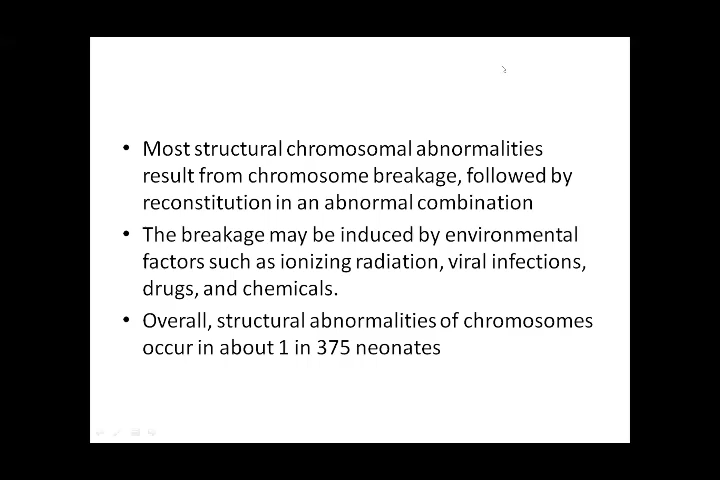 • Most structural chromosomal abnormalities
result from chromosome breakage, followed by
reconstitution in an abnormal combination
• The breakage may be induced by environmental
factors such as ionizing radiation, viral infections,
drugs, and chemicals.
• Overall, structural abnormalities of chromosomes
occur in about 1 in 375 neonates